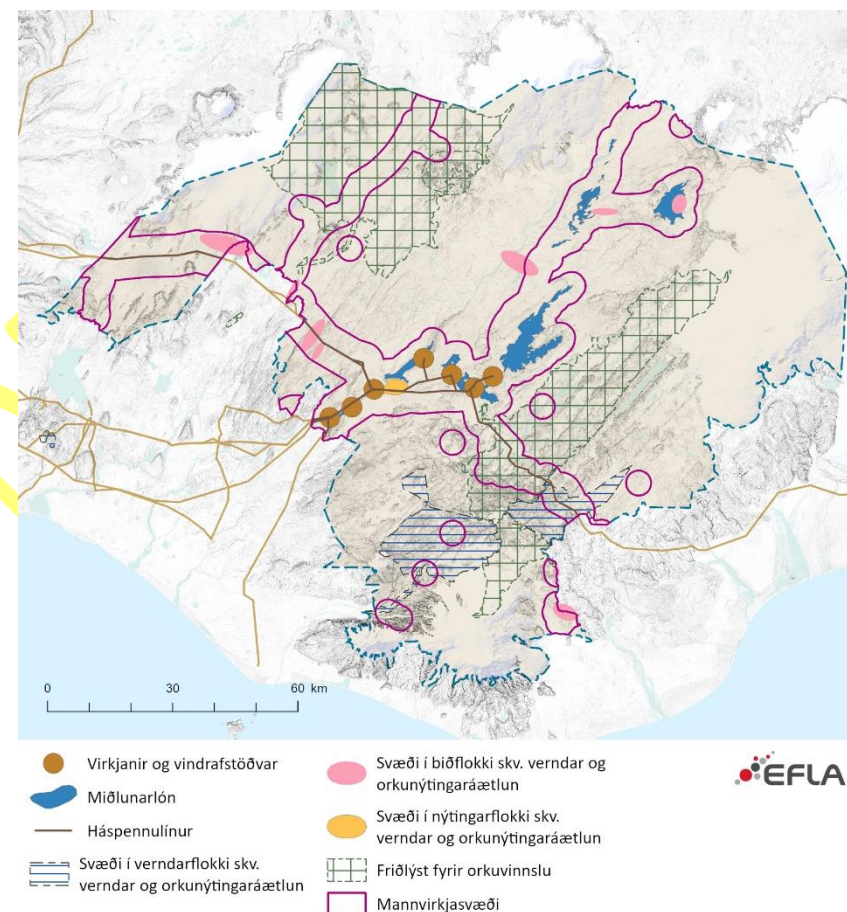 0 30 60 km
Virkjanir og vindrafstöðvar
Miðlunarlón
Háspennulínur
Svæði í verndarflokki skv.
verndar og orkunýtingaráætlun
Svæði í biðflokki skv. verndar og
orkunýtingaráætlun
Svæði í nýtingarflokki skv.
verndar og orkunýtingaráætlun
Friðlýst fyrir orkuvinnslu
Mannvirkjasvæði
EFLA